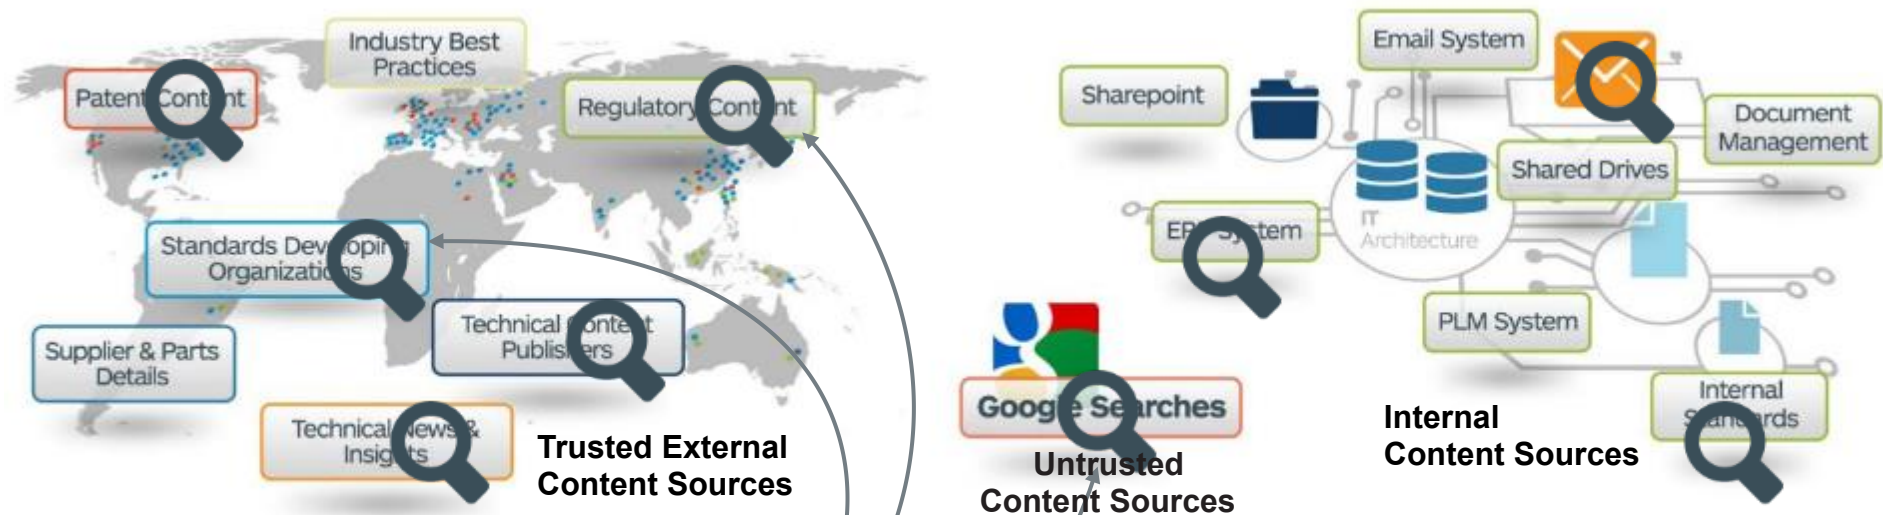 Industry Best
Practices
Patent Content
Regulatory Content
Standards Developing
Organizations
Technical Content
Publishers
Supplier & Parts
Details
Technical News &
Insights
Trusted External
Content Sources
Google Searches
Untrusted
Content Sources
Email System
Sharepoint
Document
Management
Shared Drives
ERP System
IT
Architecture
PLM System
Internal
Standards
Internal
Content Sources